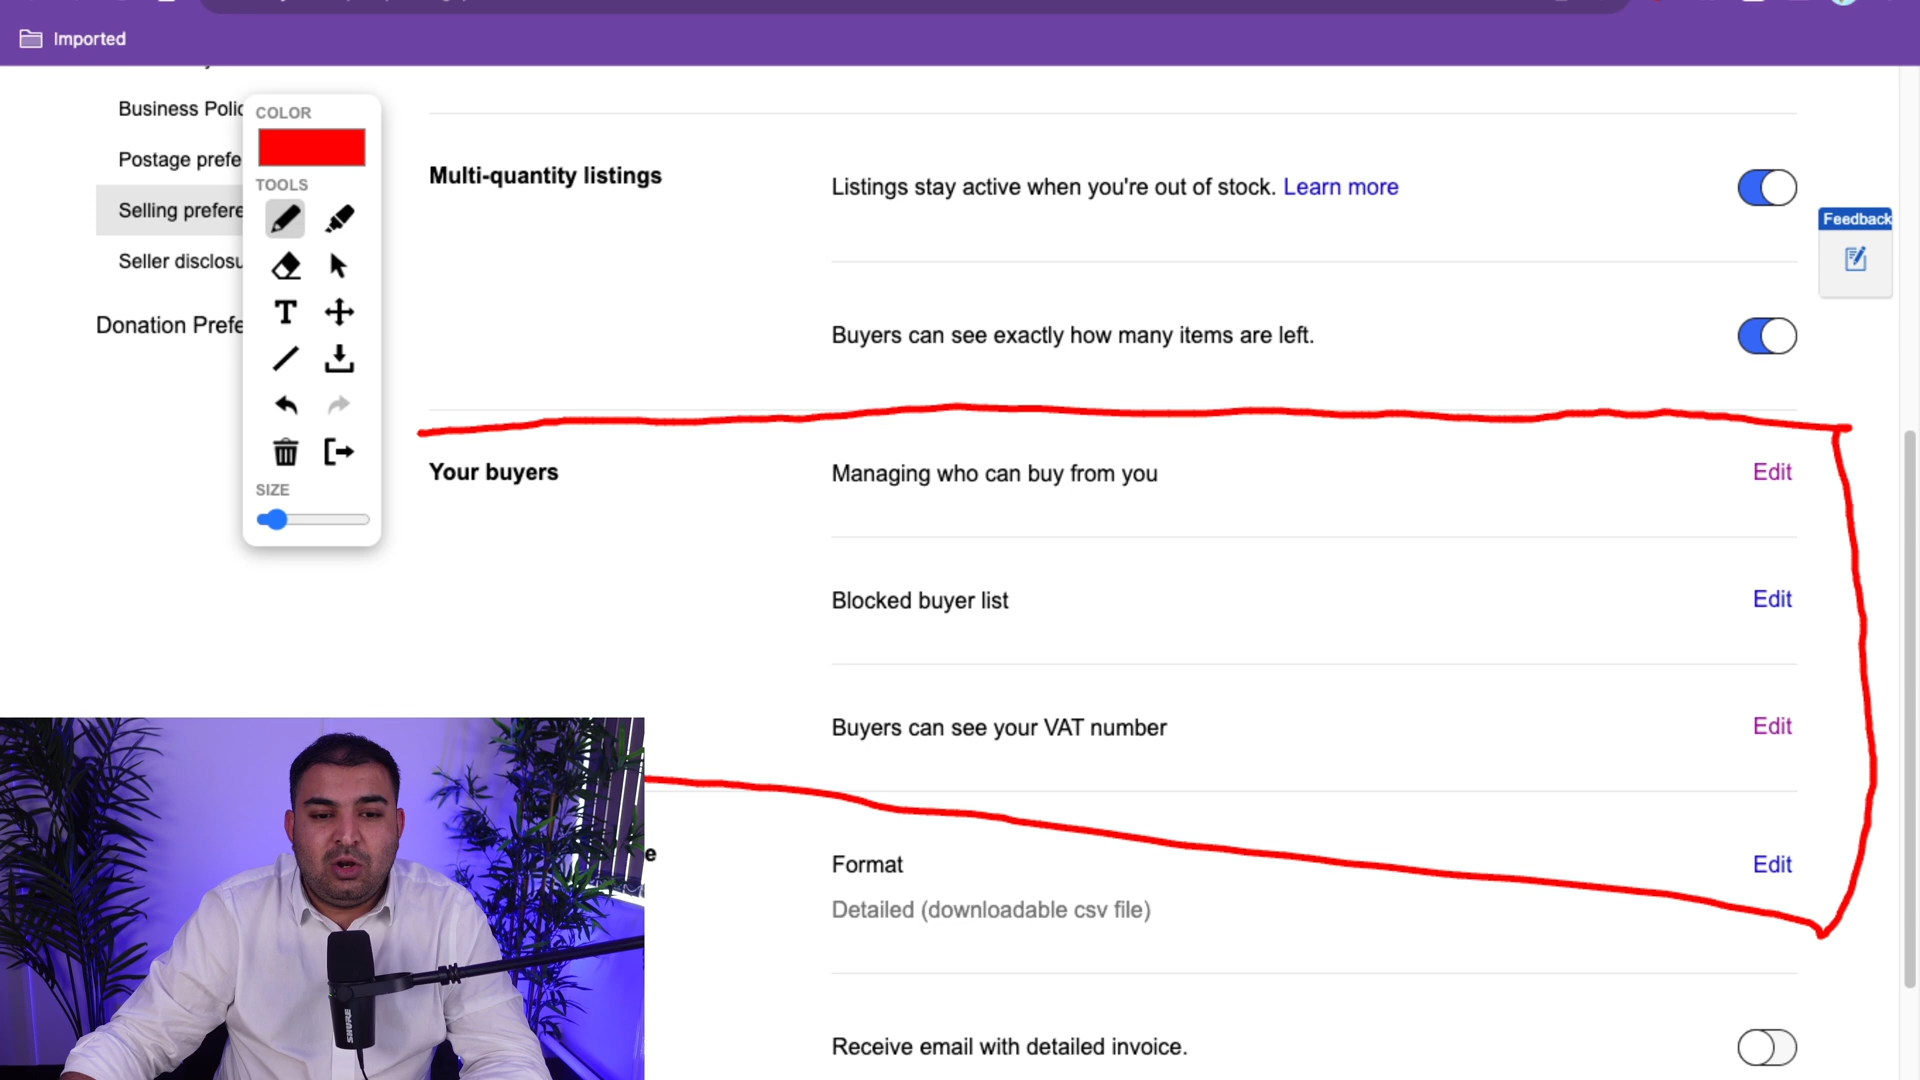 Imported
Business Polic
Postage prefe
Selling prefere
Seller disclosu
Donation Prefe
COLOR
TOOLS
T
SIZE
Multi-quantity listings
Listings stay active when you're out of stock. Learn more
Buyers can see exactly how many items are left.
Feedback
Your buyers
Managing who can buy from you
Edit
Blocked buyer list
Edit
Buyers can see your VAT number
Edit
e
Format
Edit
Detailed (downloadable csv file)
Receive email with detailed invoice.
SHURE